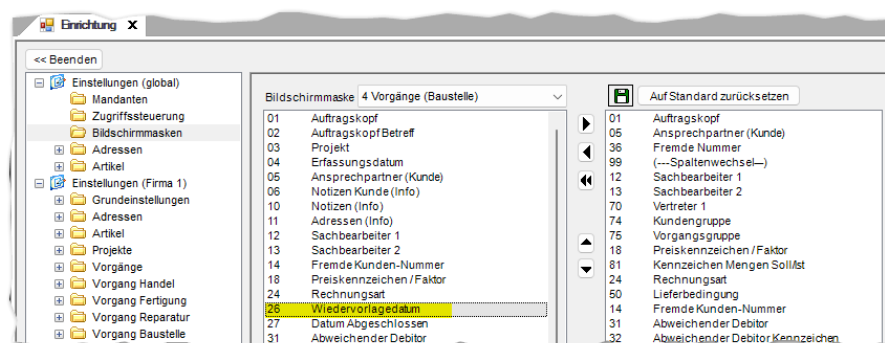 Einrichtung X
<< Beenden
Einstellungen (global)
Mandanten
Zugriffssteuerung
Bildschirmmasken
Adressen
Artikel
Einstellungen (Firma 1)
Grundeinstellungen
Adressen
Artikel
Projekte
Vorgänge
Vorgang Handel
Vorgang Fertigung
Vorgang Reparatur
Vorgang Baustelle
Bildschirmmaske 4 Vorgänge (Baustelle)
01 Auftragskopf
02 Auftragskopf Betreff
03 Projekt
04 Erfassungsdatum
05 Ansprechpartner (Kunde)
06 Notizen Kunde (Info)
10 Notizen (Info)
11 Adressen (Info)
12 Sachbearbeiter 1
13 Sachbearbeiter 2
14 Fremde Kunden-Nummer
18 Preiskennzeichen / Faktor
24 Rechnungsart
26 Wiedervorlagedatum
27 Datum Abgeschlossen
31 Abweichender Debitor
Auf Standard zurücksetzen
01 Auftragskopf
05 Ansprechpartner (Kunde)
36 Fremde Nummer
99 (---Spaltenwechsel---)
12 Sachbearbeiter 1
13 Sachbearbeiter 2
70 Vertreter 1
74 Kundengruppe
75 Vorgangsgruppe
18 Preiskennzeichen / Faktor
81 Kennzeichen Mengen Soll/Ist
24 Rechnungsart
50 Lieferbedingung
14 Fremde Kunden-Nummer
31 Abweichender Debitor
32 Abweichender Debitor Kennzeichen